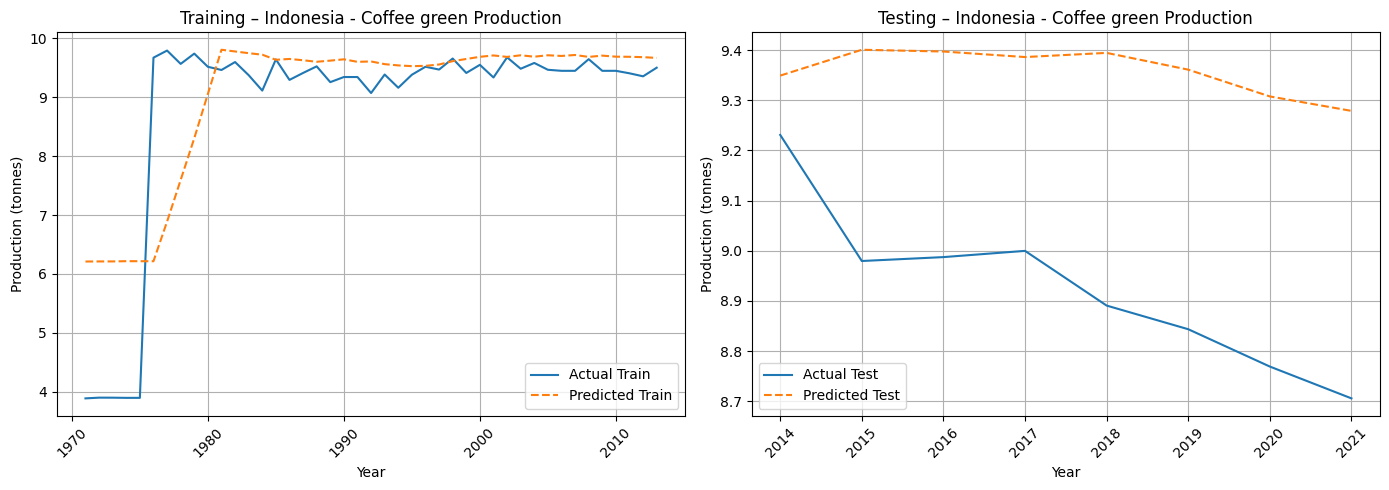 Training – Indonesia - Coffee green Production
Production (tonnes)
10
9
8
7
6
5
4
1970
1980
1990
2000
2010
Year
Actual Train
Predicted Train
Testing – Indonesia - Coffee green Production
Production (tonnes)
9.4
9.3
9.2
9.1
9.0
8.9
8.8
8.7
2014
2015
2016
2017
2018
2019
2020
2021
Year
Actual Test
Predicted Test